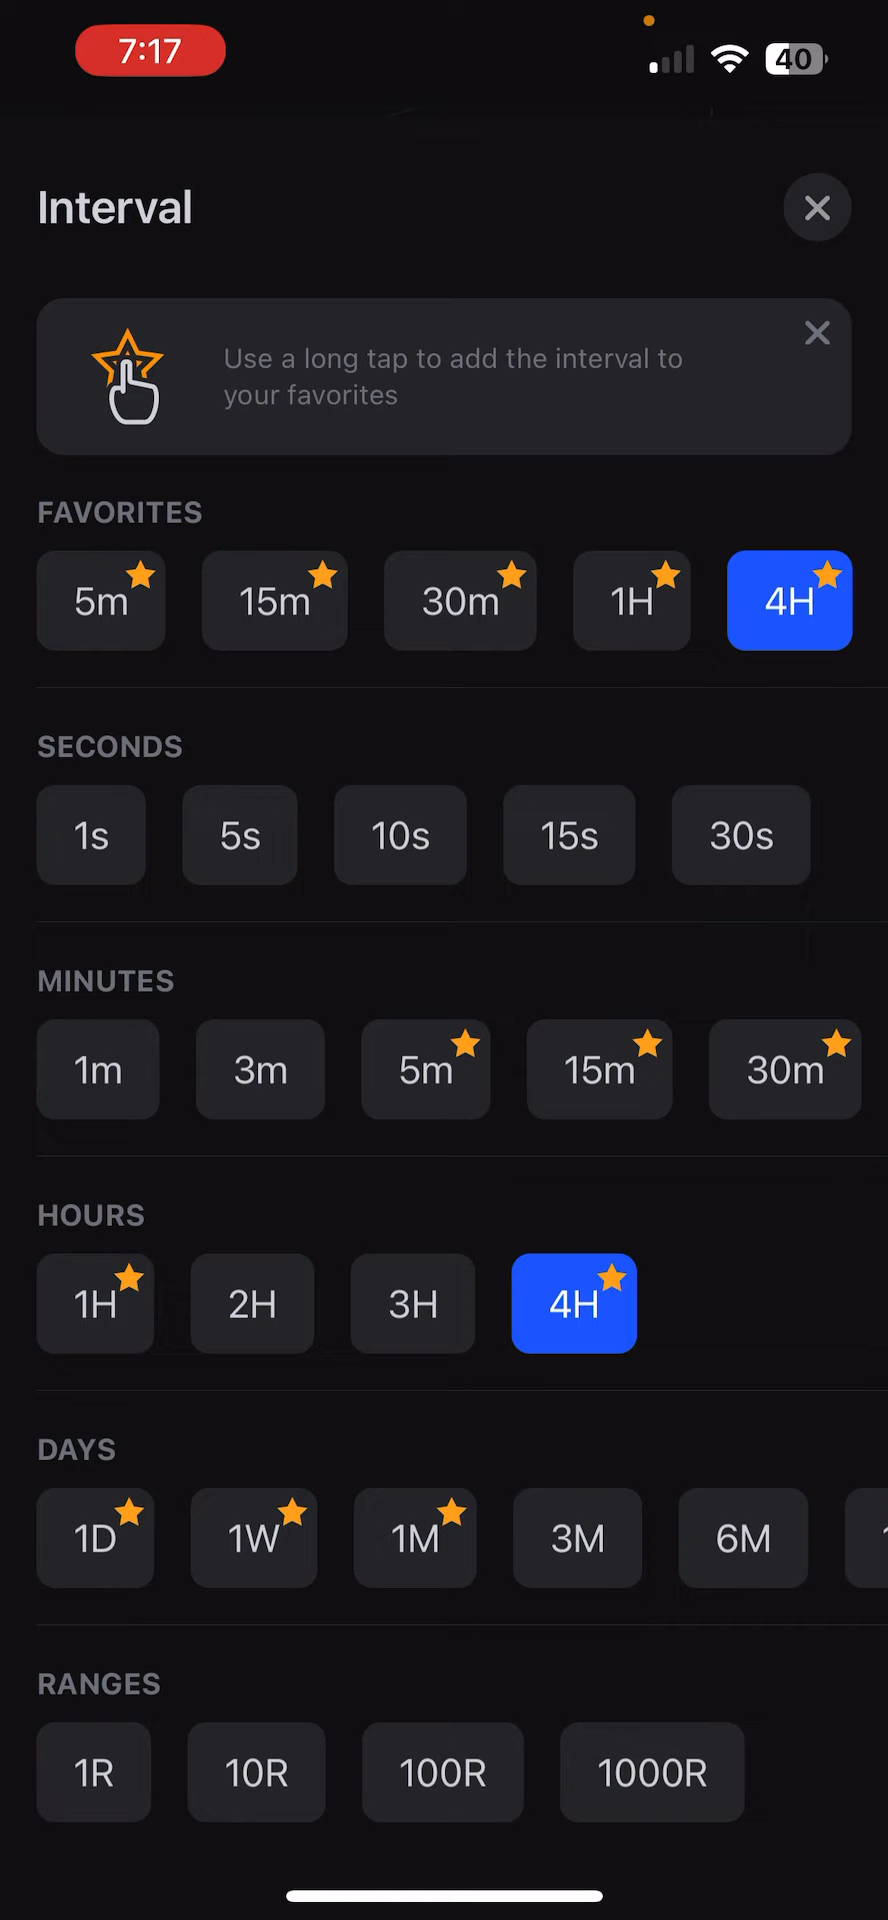 7:17
40
Interval
Use a long tap to add the interval to
your favorites
FAVORITES
5m 15m 30m 1H 4H
SECONDS
1s 5s 10s 15s 30s
MINUTES
1m 3m 5m 15m 30m
HOURS
1H 2H 3H 4H
DAYS
1D 1W 1M 3M 6M
RANGES
1R 10R 100R 1000R